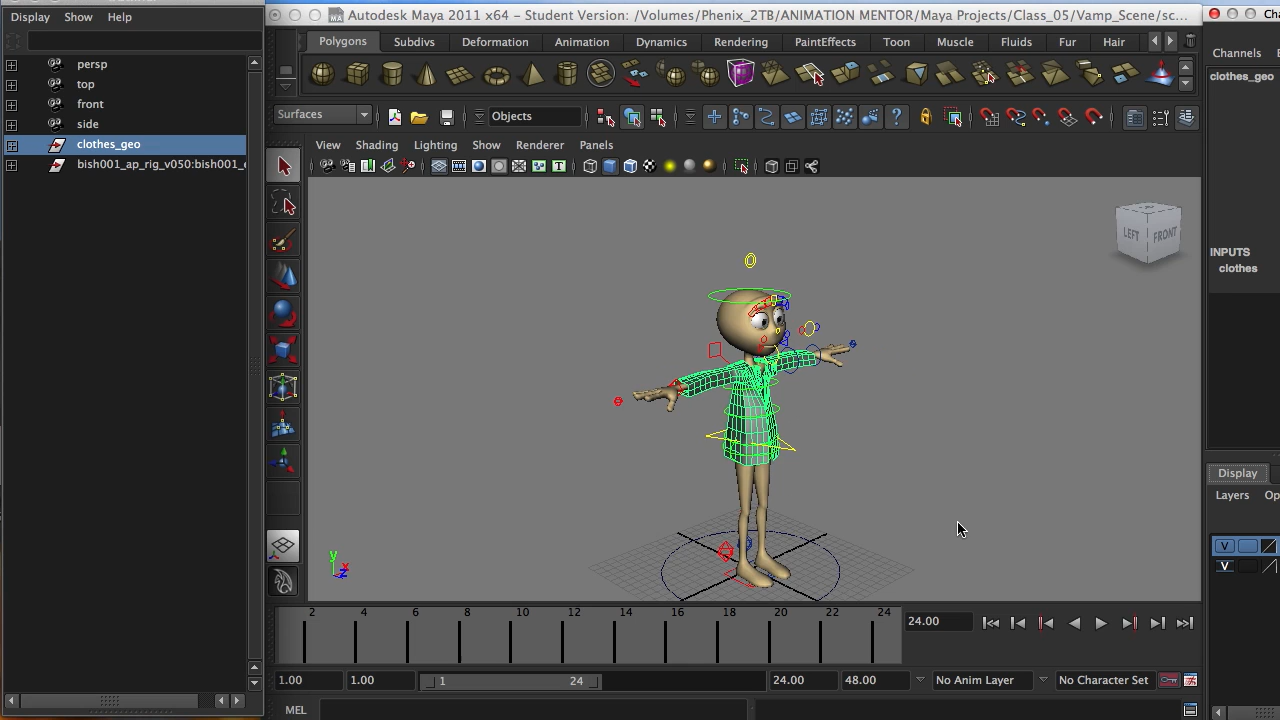 Autodesk Maya 2011 x64 – Student Version: /Volumes/Phenix_2TB/ANIMATION MENTOR/Maya Projects/Class_05/Vamp_Scene/sc...
Display Show Help
persp
top
front
side
clothes_geo
bish001_ap_rig_v050:bish001_
Polygons Subdivs Deformation Animation Dynamics Rendering PaintEffects Toon Muscle Fluids Fur Hair
Surfaces
Objects
View Shading Lighting Show Renderer Panels
LEFT FRONT
y
x
z
2 4 6 8 10 12 14 16 18 20 22 24
24.00
1.00 1.00 1 24 24.00 48.00 No Anim Layer No Character Set
MEL
Channels
clothes_geo
INPUTS
clothes
Display
Layers Op
V
V